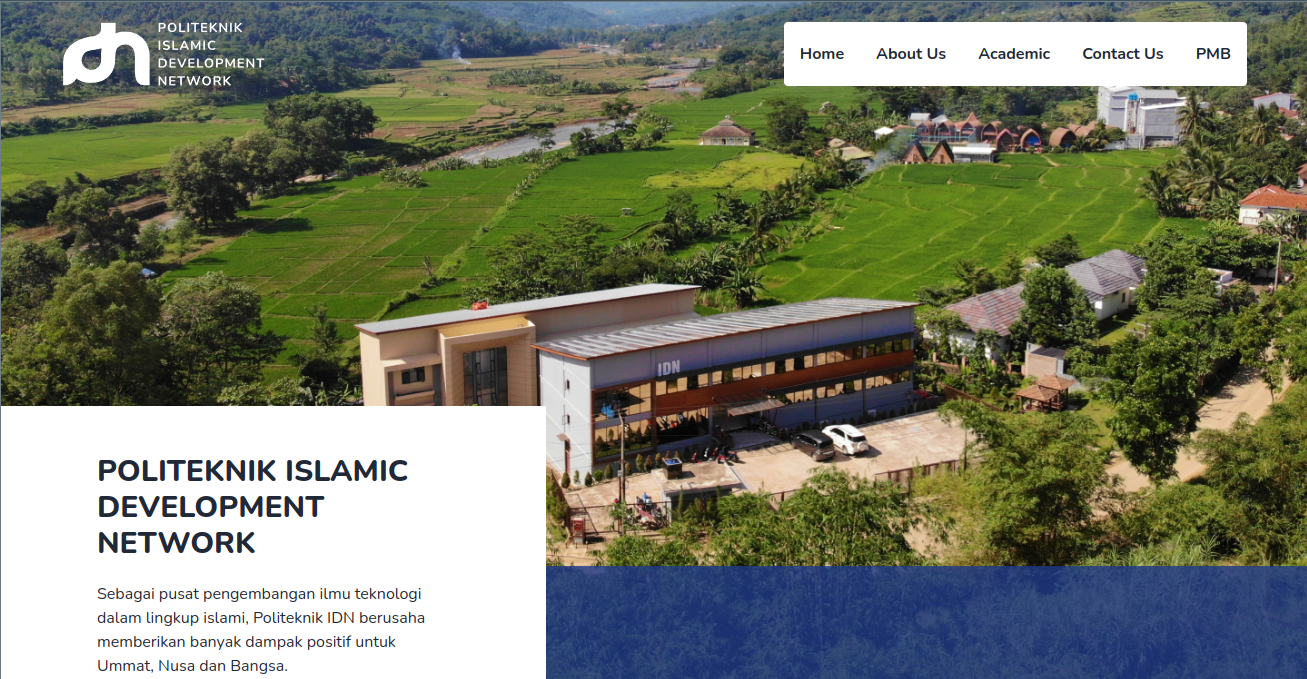 POLITEKNIK
ISLAMIC
DEVELOPMENT
NETWORK
Home About Us Academic Contact Us PMB
IDN
POLITEKNIK ISLAMIC
DEVELOPMENT
NETWORK
Sebagai pusat pengembangan ilmu teknologi
dalam lingkup islami, Politeknik IDN berusaha
memberikan banyak dampak positif untuk
Ummat, Nusa dan Bangsa.